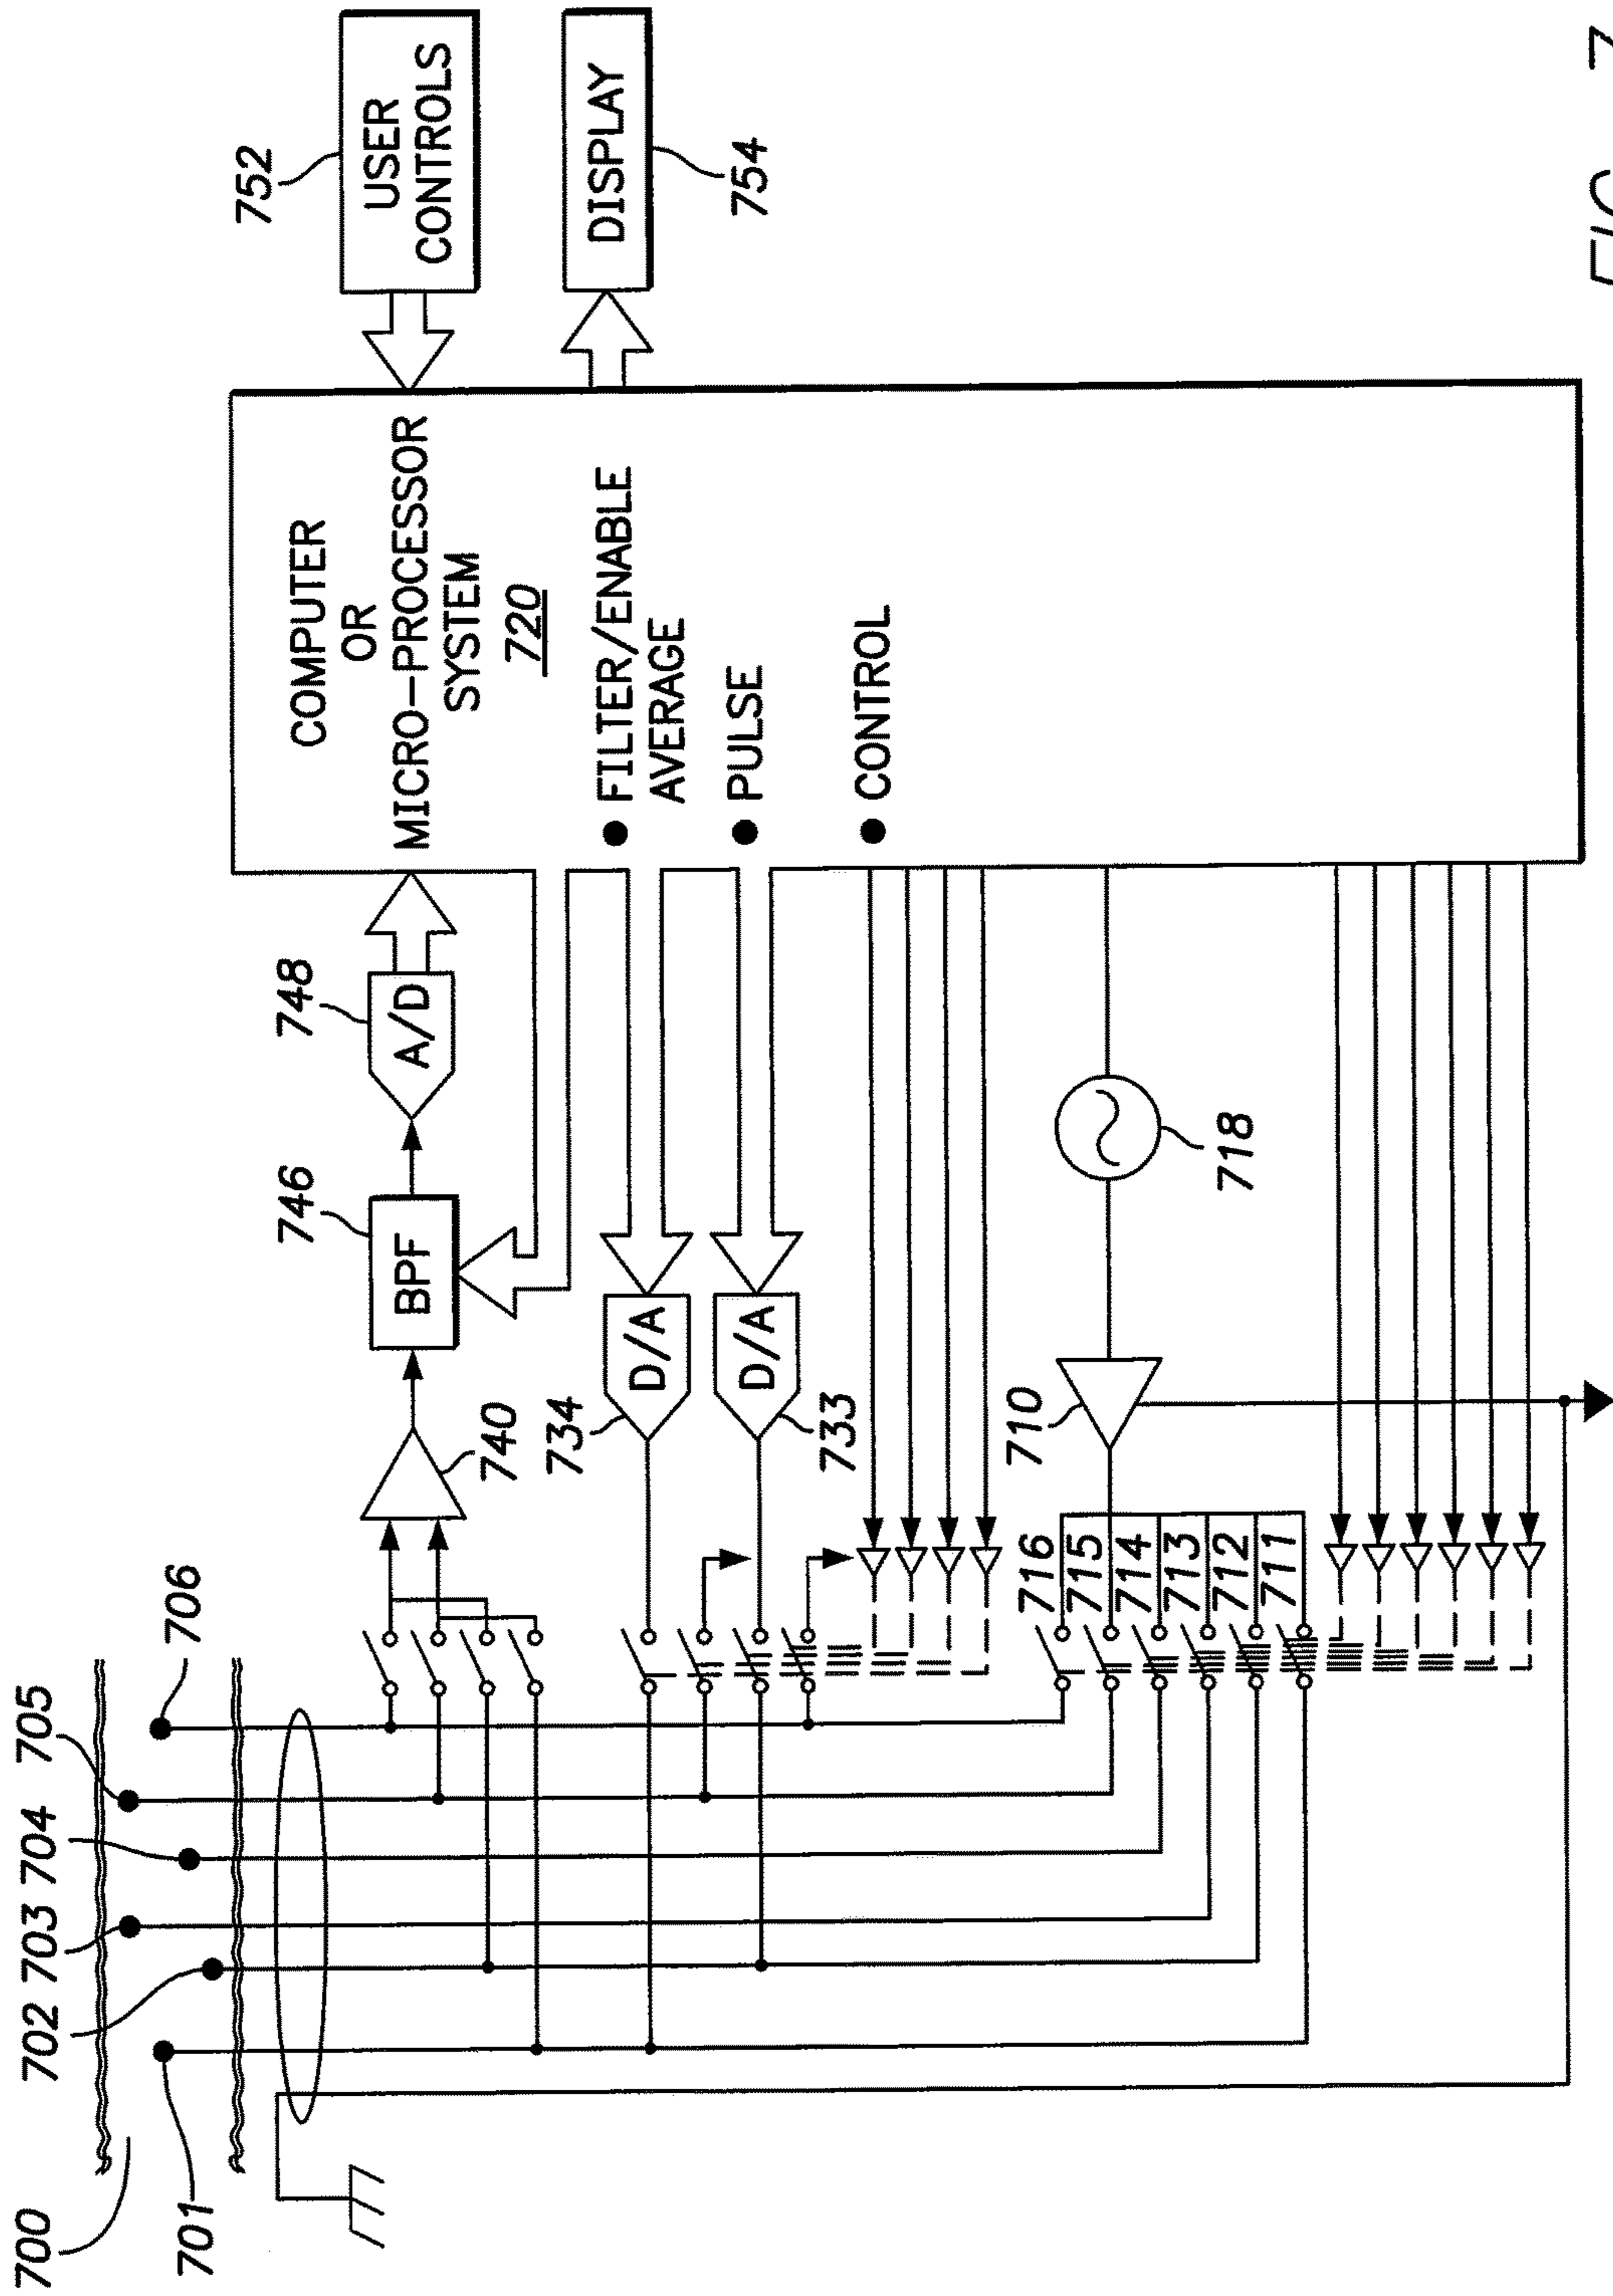 700
701
702
703
704
705
706
740
746
BPF
748
A/D
COMPUTER
OR
MICRO-PROCESSOR
SYSTEM
720
● FILTER/ENABLE
AVERAGE
● PULSE
● CONTROL
752
USER
CONTROLS
DISPLAY
754
734
D/A
D/A
733
710
718
716
715
714
713
712
711